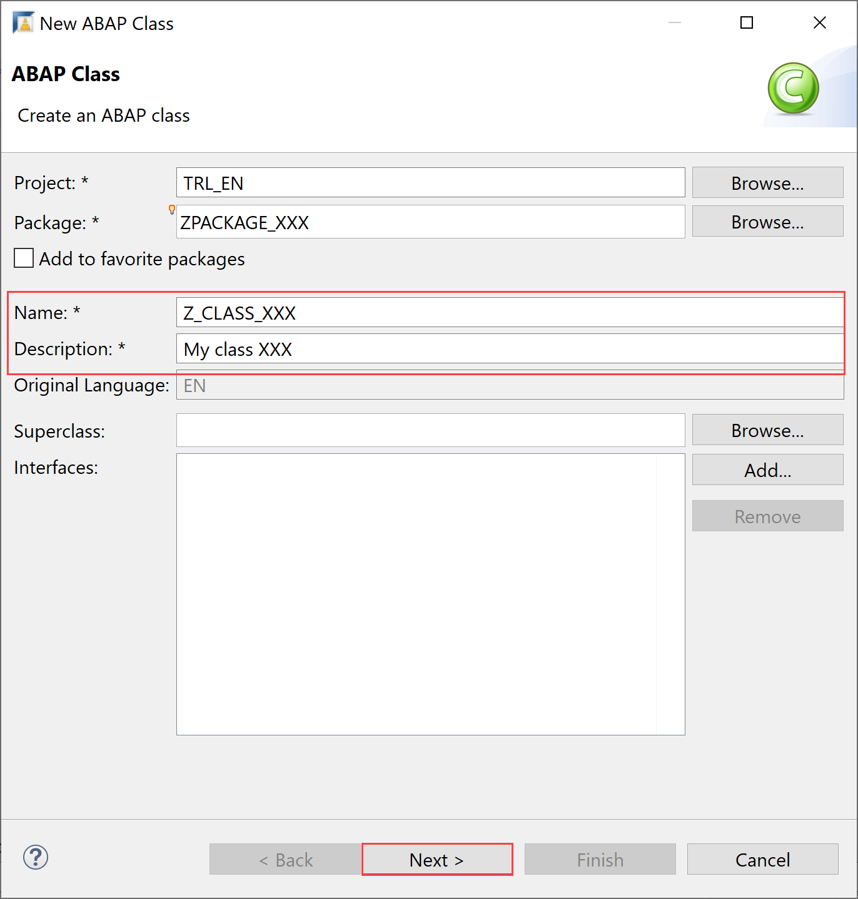 New ABAP Class
ABAP Class
C
Create an ABAP class
Project: * TRL_EN Browse...
Package: * ZPACKAGE_XXX Browse...
Add to favorite packages
Name: * Z_CLASS_XXX
Description: * My class XXX
Original Language: EN
Superclass: Browse...
Interfaces: Add...
Remove
? < Back Next > Finish Cancel